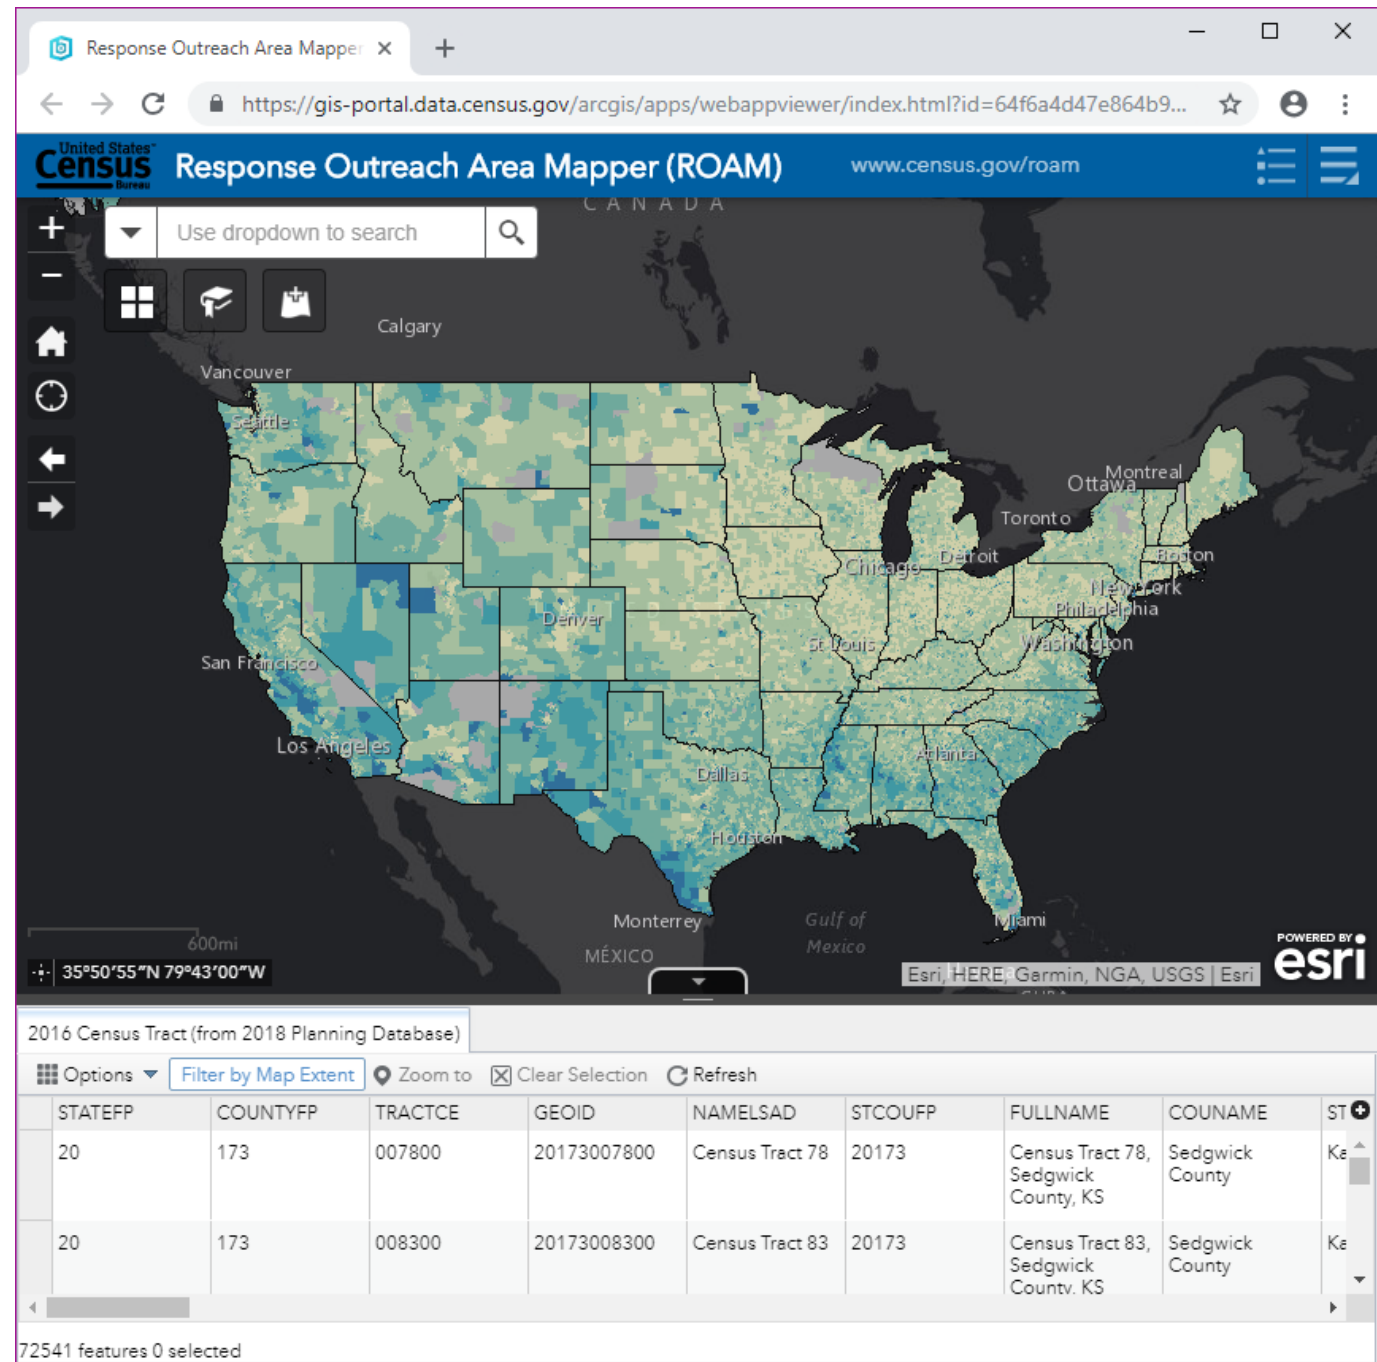 Response Outreach Area Mapper
https://gis-portal.data.census.gov/arcgis/apps/webappviewer/index.html?id=64f6a4d47e864b9...
United States™
Census
Bureau
Response Outreach Area Mapper (ROAM)
www.census.gov/roam
CANADA
Use dropdown to search
Calgary
Vancouver
Seattle
Montreal
Ottawa
Toronto
Detroit
Boston
Chicago
New York
Philadelphia
Denver
St Louis
Washington
San Francisco
Los Angeles
Atlanta
Dallas
Houston
Monterrey
Gulf of
Mexico
Miami
600mi
MÉXICO
POWERED BY
esri
35°50'55"N 79°43'00"W
Esri, HERE, Garmin, NGA, USGS | Esri
CUBA
2016 Census Tract (from 2018 Planning Database)
Options Filter by Map Extent Zoom to Clear Selection Refresh
STATEFP COUNTYFP TRACTCE GEOID NAMELSAD STCOUFP FULLNAME COUNAME ST
20 173 007800 20173007800 Census Tract 78 20173 Census Tract 78, Sedgwick Ka
Sedgwick County
County, KS
20 173 008300 20173008300 Census Tract 83 20173 Census Tract 83, Sedgwick Ka
Sedgwick County
County, KS
72541 features 0 selected